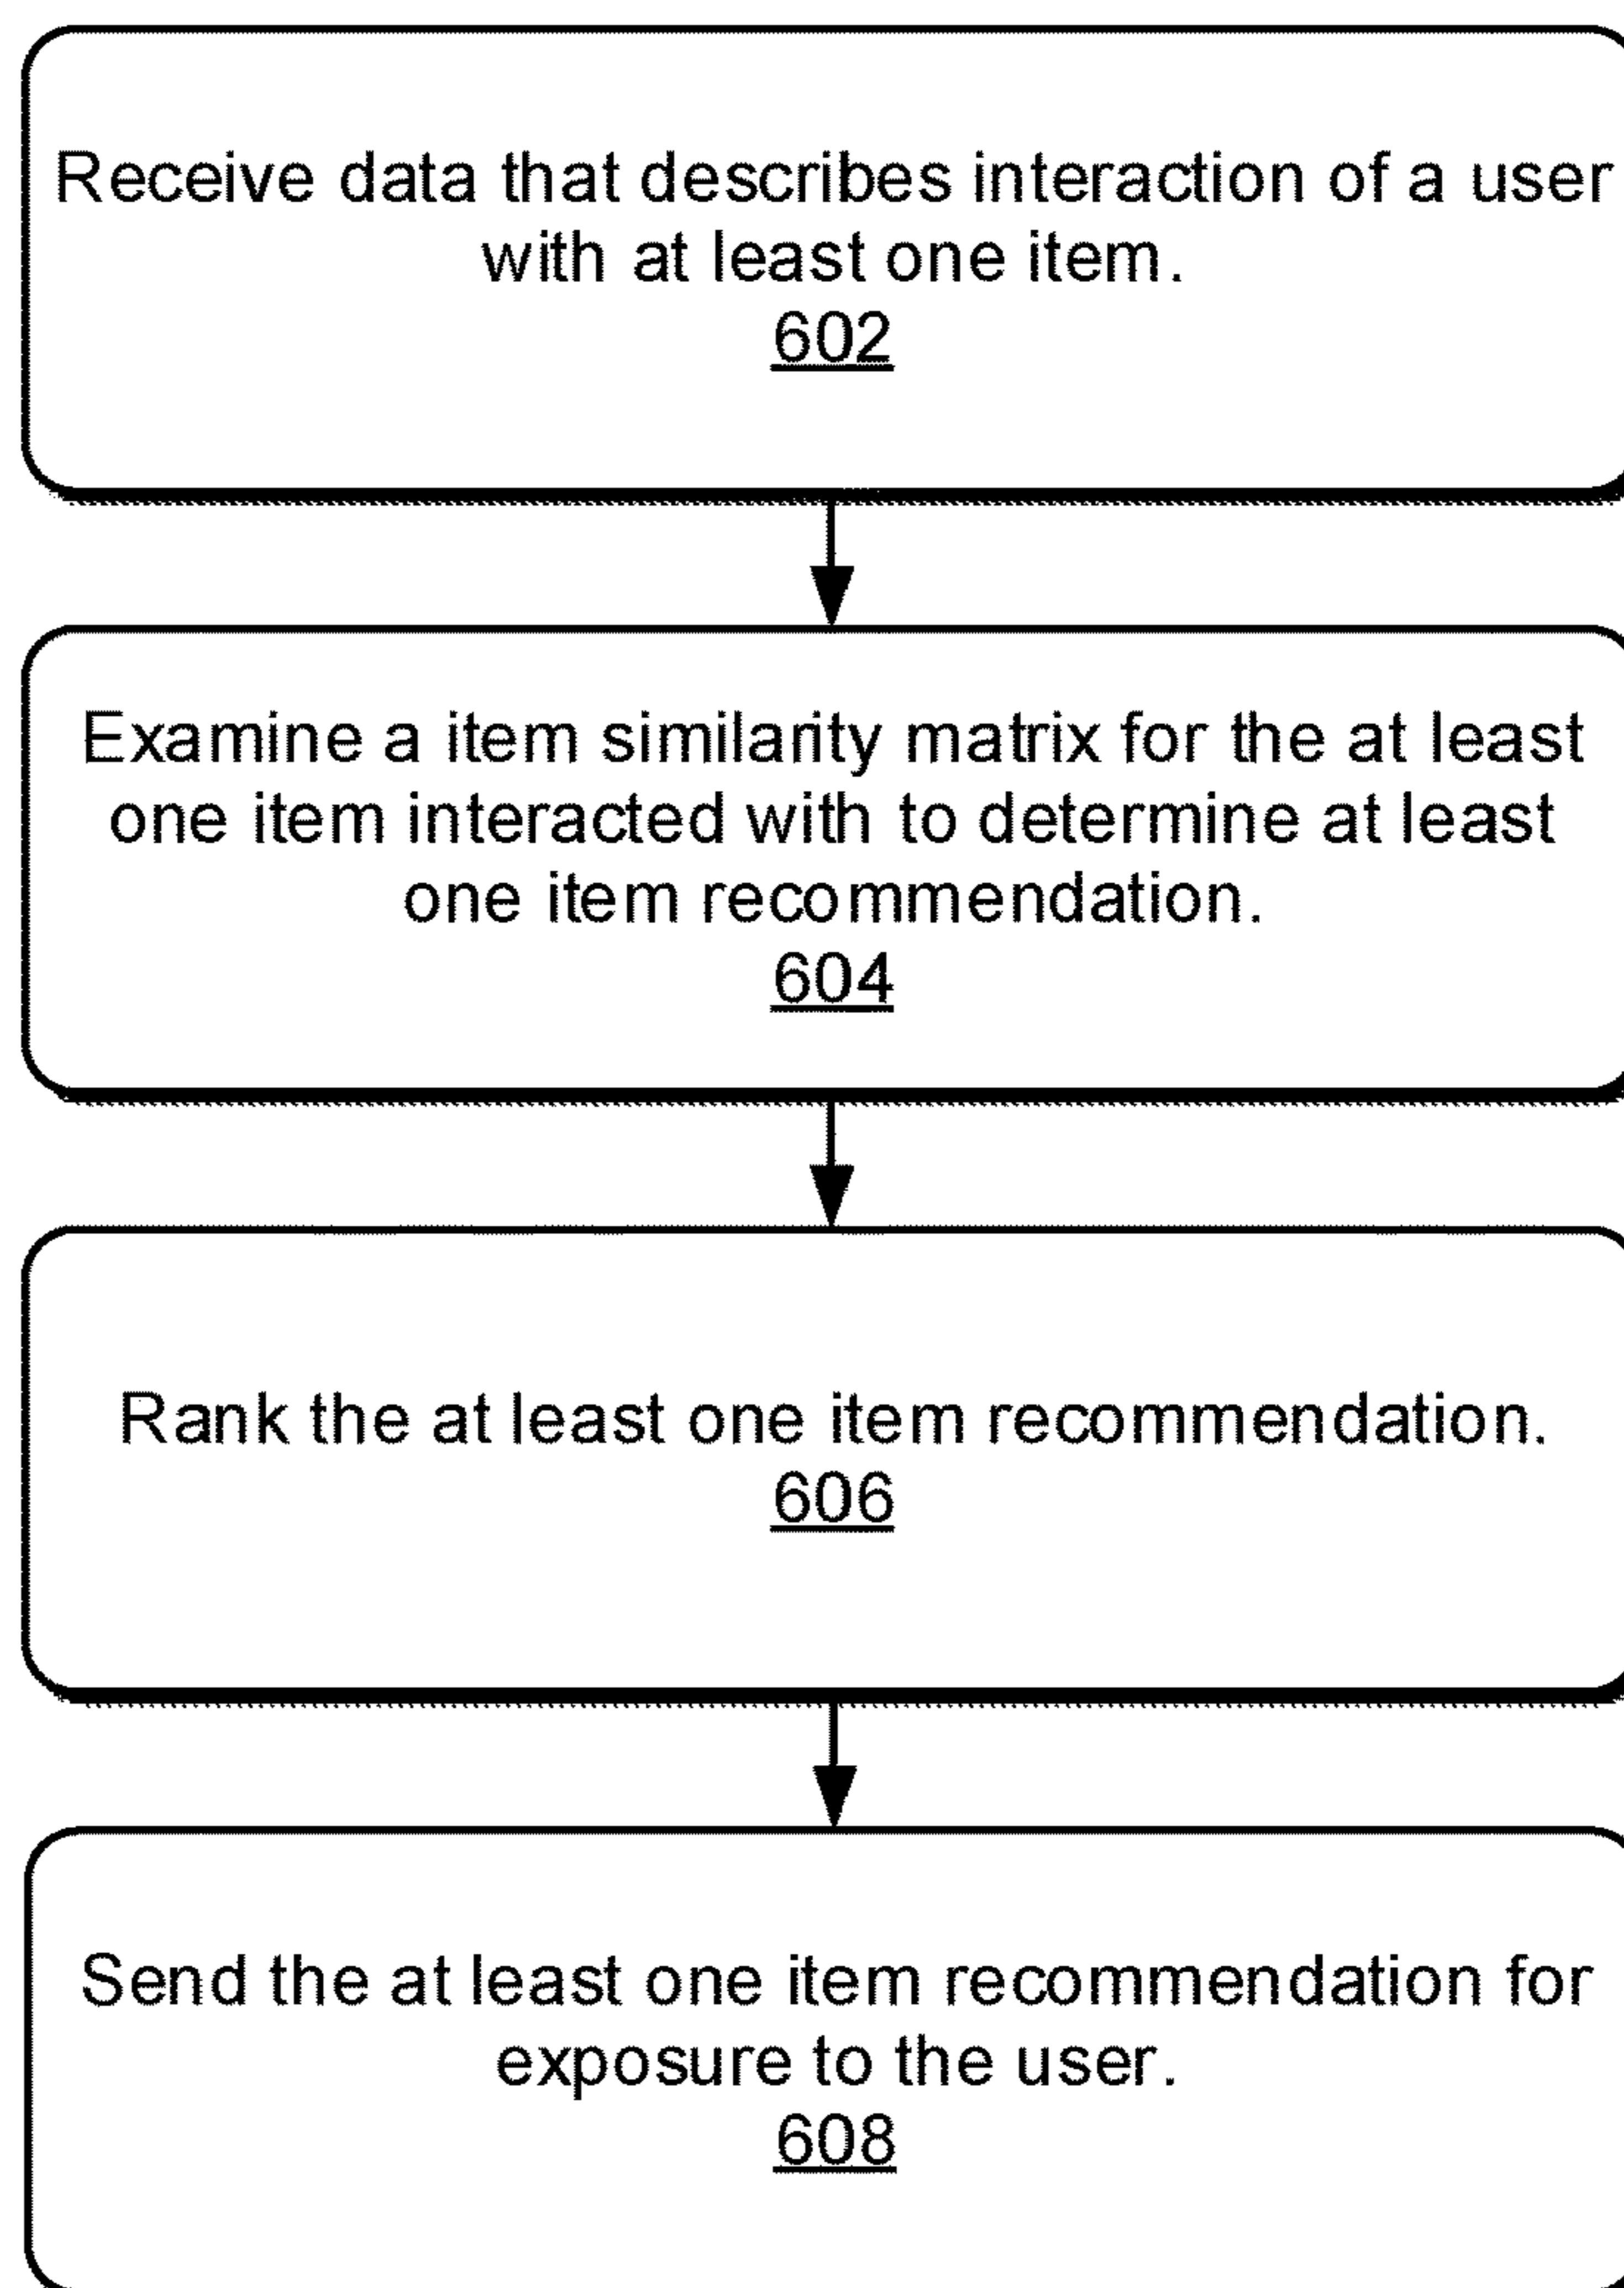 Receive data that describes interaction of a user
with at least one item.
602
Examine a item similarity matrix for the at least
one item interacted with to determine at least
one item recommendation.
604
Rank the at least one item recommendation.
606
Send the at least one item recommendation for
exposure to the user.
608